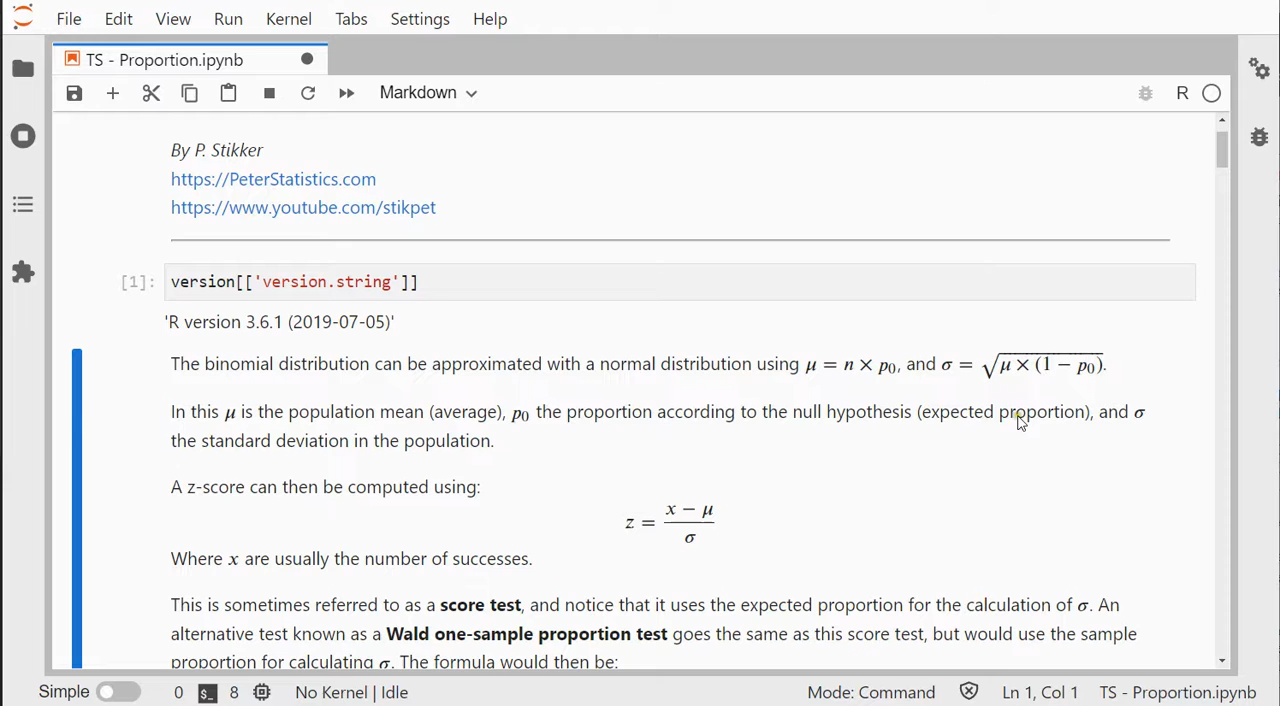 File Edit View Run Kernel Tabs Settings Help
TS - Proportion.ipynb
Markdown R
By P. Stikker
https://PeterStatistics.com
https://www.youtube.com/stikpet
[1]: version[['version.string']]
'R version 3.6.1 (2019-07-05)'
The binomial distribution can be approximated with a normal distribution using μ = n × p₀, and σ = √μ × (1 − p₀).
In this μ is the population mean (average), p₀ the proportion according to the null hypothesis (expected proportion), and σ
the standard deviation in the population.
A z-score can then be computed using:
z = x − μ / σ
Where x are usually the number of successes.
This is sometimes referred to as a score test, and notice that it uses the expected proportion for the calculation of σ. An
alternative test known as a Wald one-sample proportion test goes the same as this score test, but would use the sample
proportion for calculating σ. The formula would then be:
Simple 0 8 No Kernel | Idle Mode: Command Ln 1, Col 1 TS - Proportion.ipynb